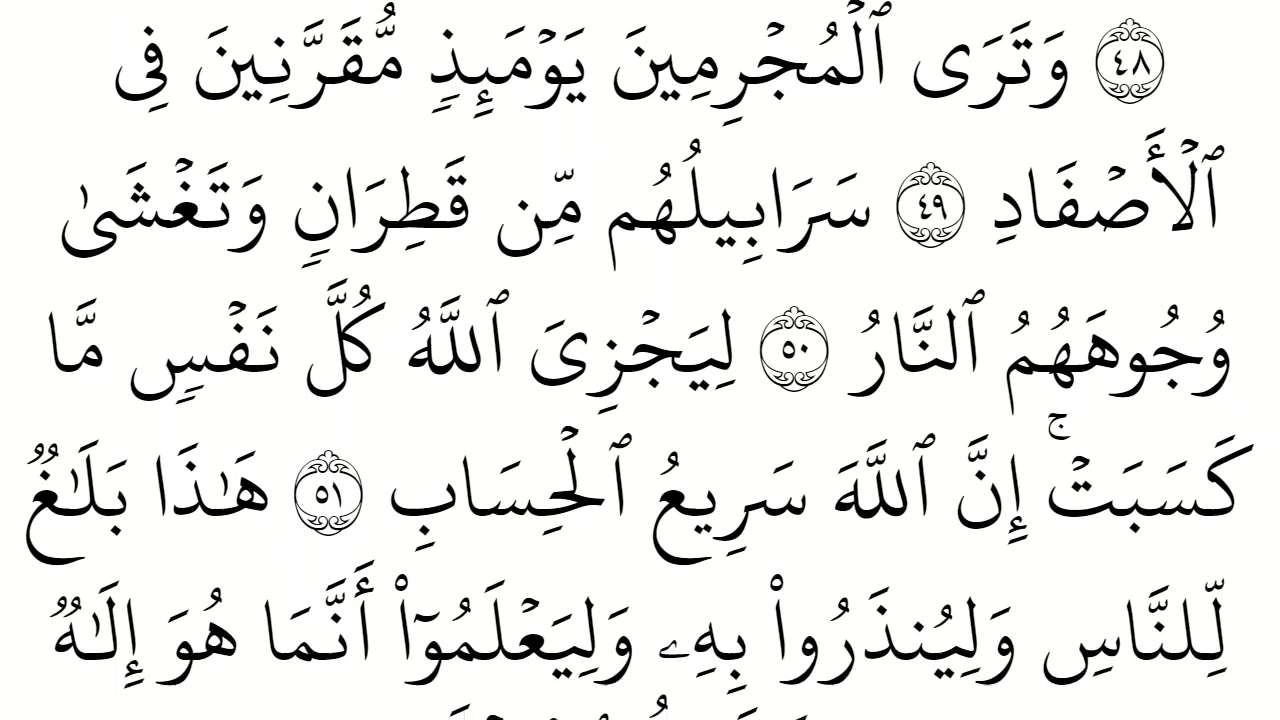 ۝٤٨ وَتَرَى ٱلْمُجْرِمِينَ يَوْمَئِذٍ مُّقَرَّنِينَ فِى
ٱلْأَصْفَادِ ۝٤٩ سَرَابِيلُهُم مِّن قَطِرَانٍ وَتَغْشَىٰ
وُجُوهَهُمُ ٱلنَّارُ ۝٥٠ لِيَجْزِىَ ٱللَّهُ كُلَّ نَفْسٍ مَّا
كَسَبَتْ ۚ إِنَّ ٱللَّهَ سَرِيعُ ٱلْحِسَابِ ۝٥١ هَـٰذَا بَلَـٰغٌ
لِّلنَّاسِ وَلِيُنذَرُوا۟ بِهِۦ وَلِيَعْلَمُوٓا۟ أَنَّمَا هُوَ إِلَـٰهٌ